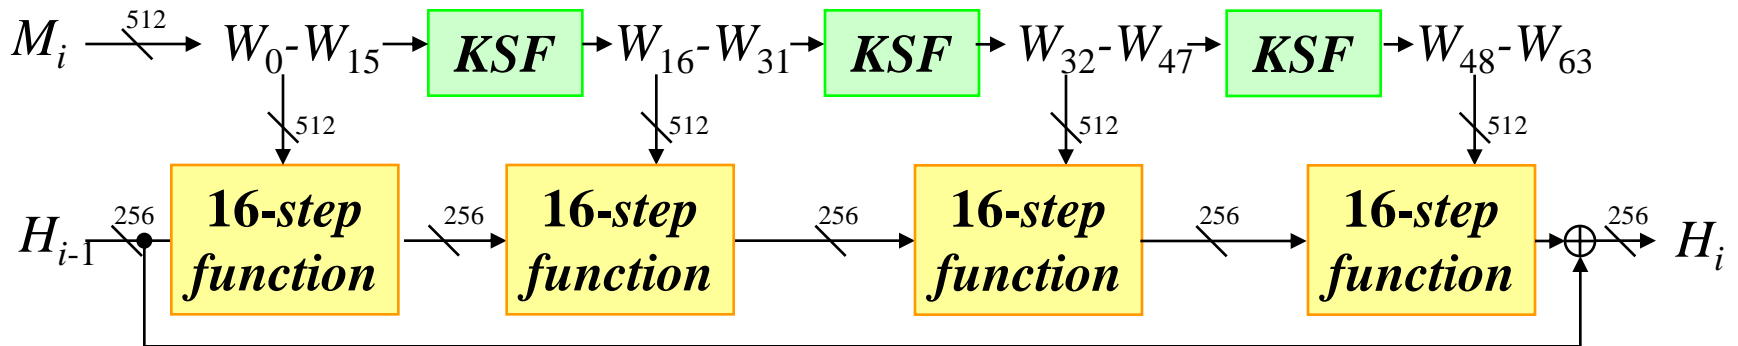 M_i 512 W_0-W_15 KSF W_16-W_31 KSF W_32-W_47 KSF W_48-W_63
512 512 512 512
H_{i-1} 256 16-step function 256 16-step function 256 16-step function 256 16-step function 256 H_i